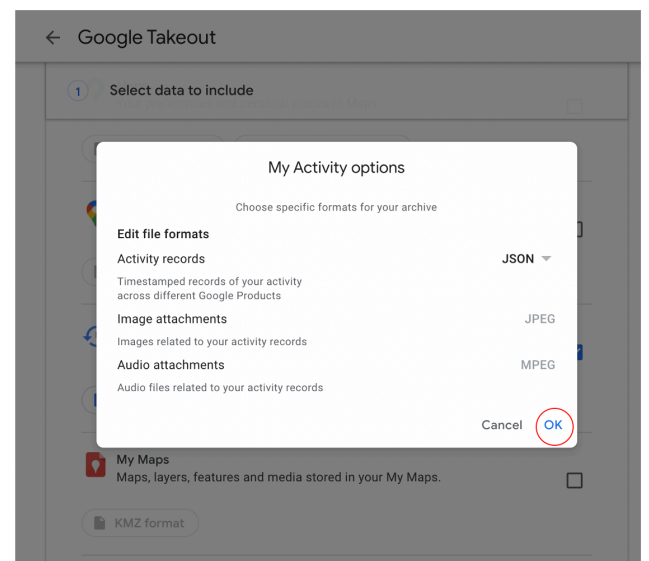 Google Takeout
1
Select data to include
My Activity options
Choose specific formats for your archive
Edit file formats
Activity records
JSON
Timestamped records of your activity
across different Google Products
Image attachments
JPEG
Images related to your activity records
Audio attachments
MPEG
Audio files related to your activity records
Cancel
OK
My Maps
Maps, layers, features and media stored in your My Maps.
KMZ format